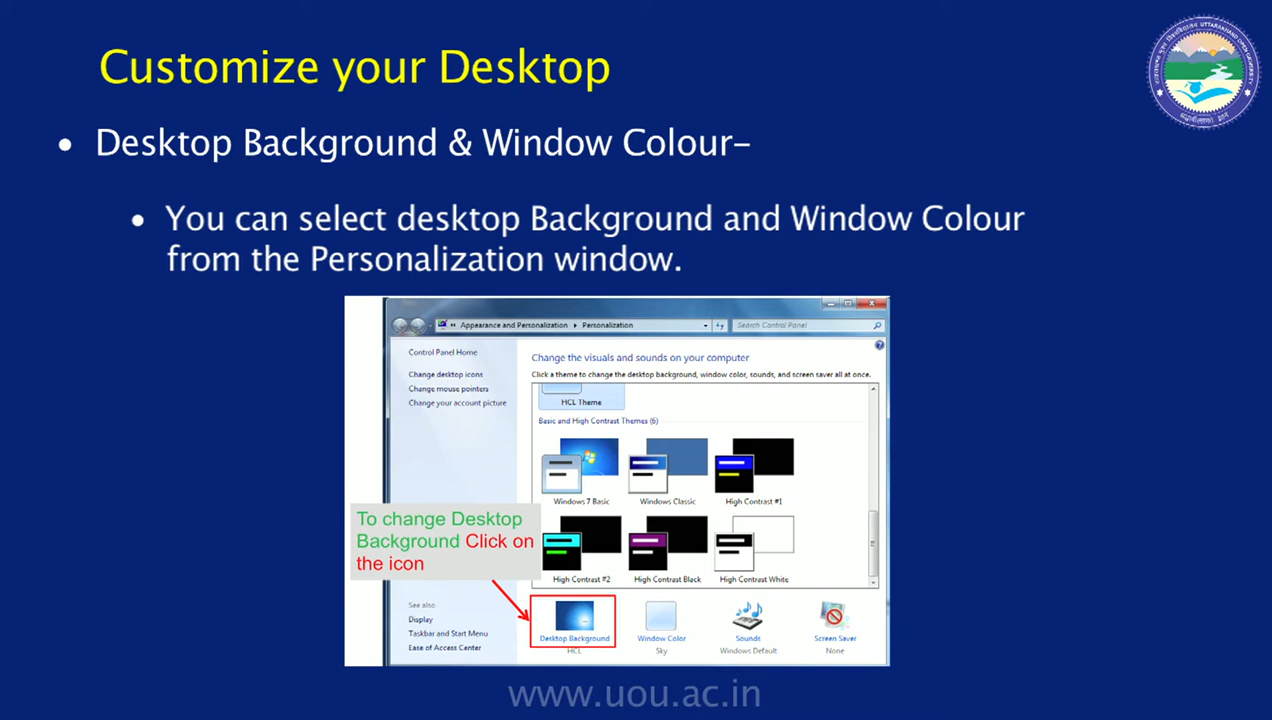 Customize your Desktop
• Desktop Background & Window Colour–
• You can select desktop Background and Window Colour
from the Personalization window.
Appearance and Personalization ▸ Personalization
Search Control Panel
Control Panel Home
Change desktop icons
Change mouse pointers
Change your account picture
Change the visuals and sounds on your computer
Click a theme to change the desktop background, window color, sounds, and screen saver all at once.
HCL Theme
Basic and High Contrast Themes (6)
Windows 7 Basic
Windows Classic
High Contrast #1
High Contrast #2
High Contrast Black
High Contrast White
To change Desktop
Background Click on
the icon
See also
Display
Taskbar and Start Menu
Ease of Access Center
Desktop Background
HCL
Window Color
Sky
Sounds
Windows Default
Screen Saver
None
www.uou.ac.in
UTTARAKHAND OPEN UNIVERSITY